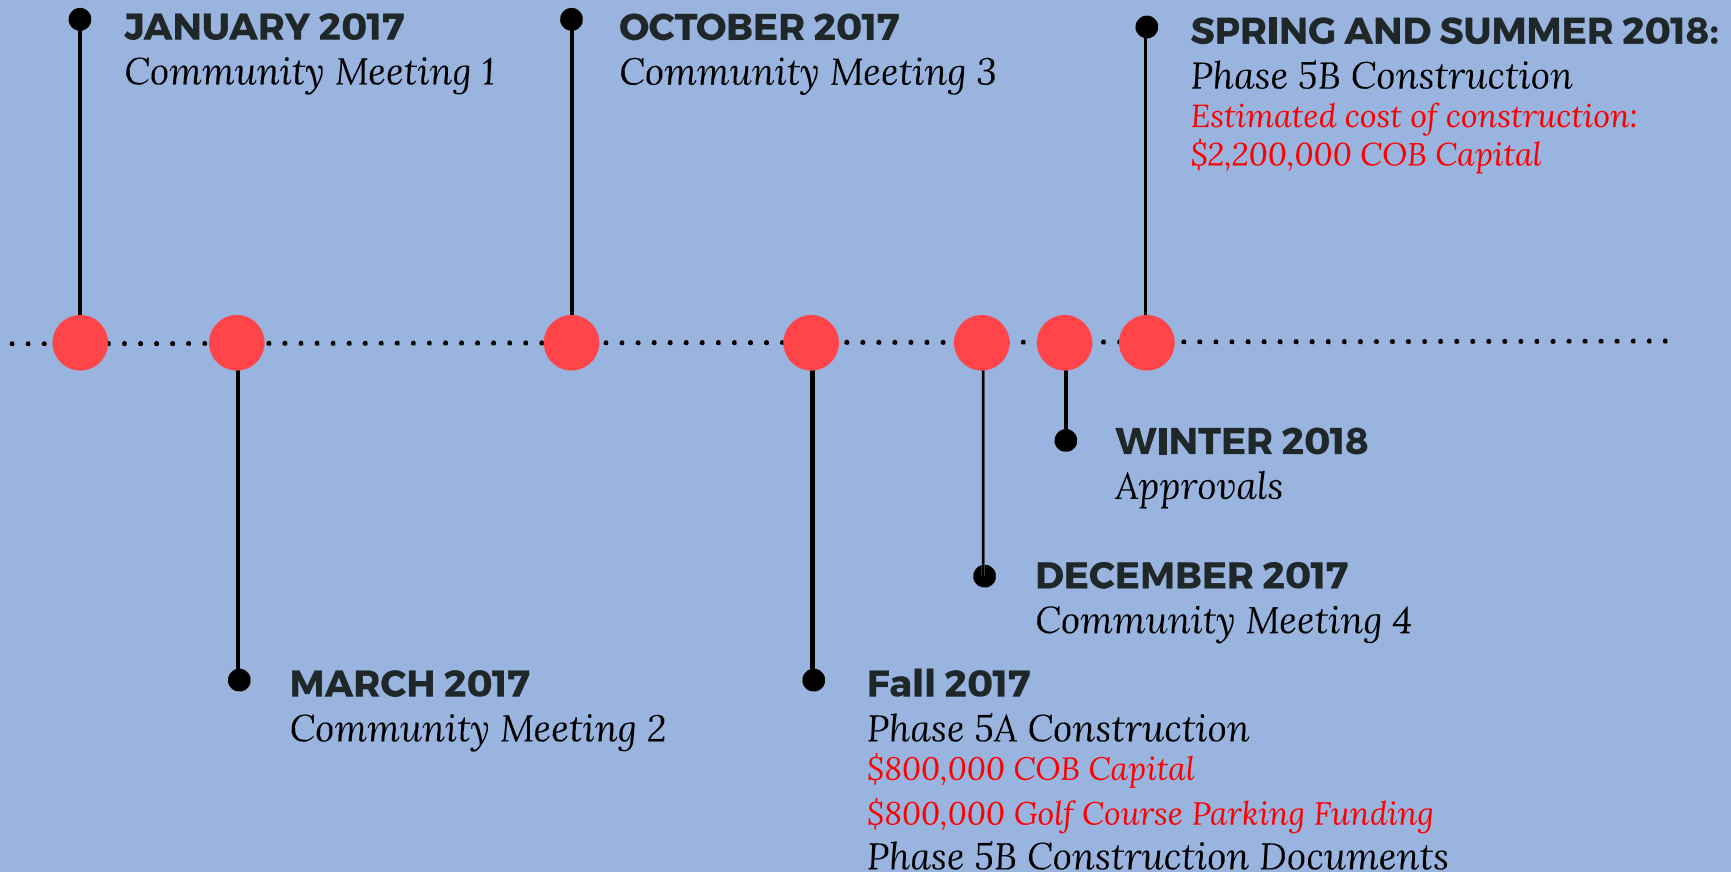 JANUARY 2017
Community Meeting 1
OCTOBER 2017
Community Meeting 3
SPRING AND SUMMER 2018:
Phase 5B Construction
Estimated cost of construction:
$2,200,000 COB Capital
WINTER 2018
Approvals
DECEMBER 2017
Community Meeting 4
MARCH 2017
Community Meeting 2
Fall 2017
Phase 5A Construction
$800,000 COB Capital
$800,000 Golf Course Parking Funding
Phase 5B Construction Documents